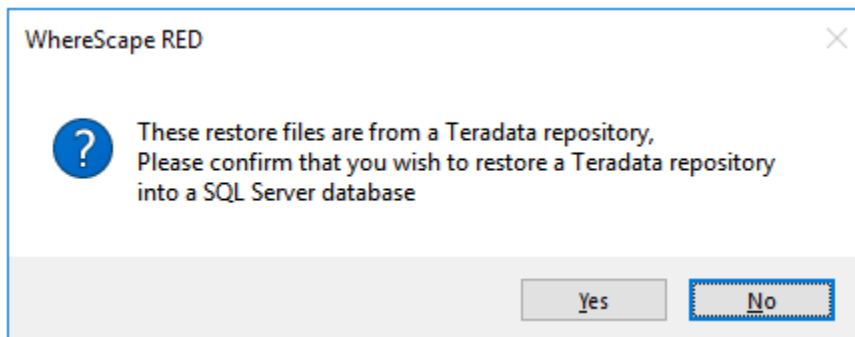 WhereScape RED
?
These restore files are from a Teradata repository,
Please confirm that you wish to restore a Teradata repository
into a SQL Server database
Yes
No